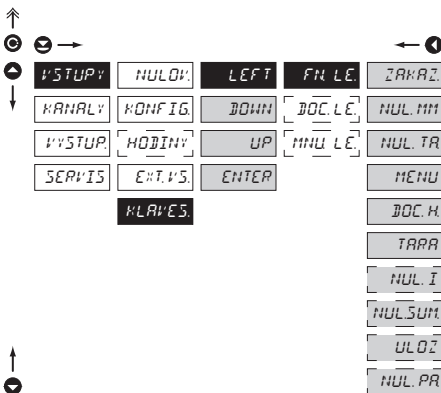 VSTUPY NULOV. LEFT FN. LE. ZAKAZ.
KANALY KONFIG. DOWN DOC. LE. NUL. MM
VYSTUP. HODINY UP MNU. LE. NUL. TA
SERVIS EXT. VS. ENTER MENU
KLAVES. DOC. H.
TARA
NUL. I
NUL.SUM.
ULOZ
NUL. PA